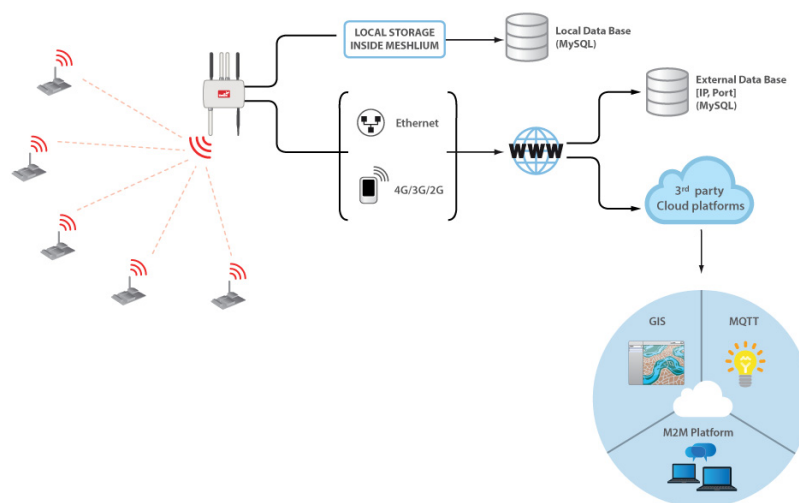 LOCAL STORAGE
INSIDE MESHLIUM
Local Data Base
(MySQL)
External Data Base
[IP, Port]
(MySQL)
Ethernet
4G/3G/2G
WWW
3rd party
Cloud platforms
GIS
MQTT
M2M Platform